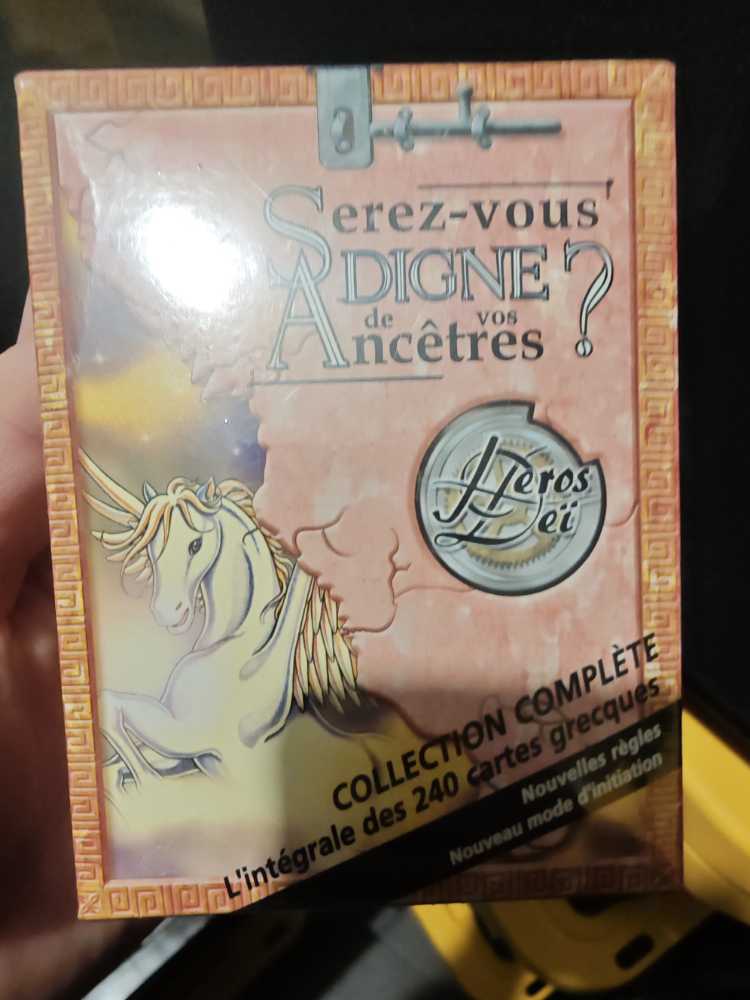 Serez-vous
DIGNE ?
de vos
Ancêtres
Heros
Deï
COLLECTION COMPLÈTE
L'intégrale des 240 cartes grecques
Nouvelles règles
Nouveau mode d'initiation